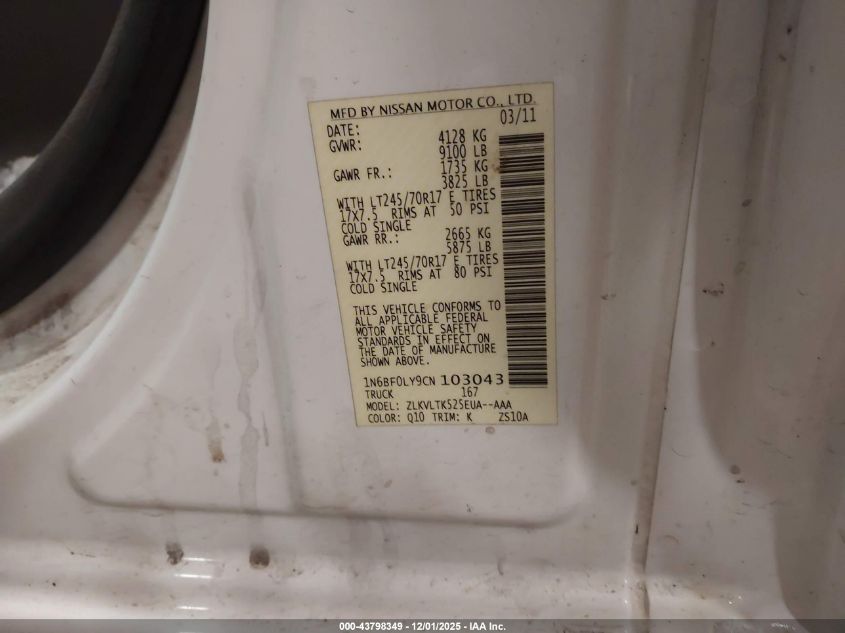 MFD BY NISSAN MOTOR CO., LTD.
DATE: 03/11
GVWR: 4128 KG
9100 LB
GAWR FR.: 1735 KG
3825 LB
WITH LT245/70R17 E TIRES
17X7.5 RIMS AT 50 PSI
COLD SINGLE
GAWR RR.: 2665 KG
5875 LB
WITH LT245/70R17 E TIRES
17X7.5 RIMS AT 80 PSI
COLD SINGLE
THIS VEHICLE CONFORMS TO
ALL APPLICABLE FEDERAL
MOTOR VEHICLE SAFETY
STANDARDS IN EFFECT ON
THE DATE OF MANUFACTURE
SHOWN ABOVE.
1N6BF0LY9CN 103043
TRUCK 167
MODEL: ZLKVLTK52SEUA--AAA
COLOR: Q10 TRIM: K ZS10A
000-43798349 - 12/01/2025 - IAA Inc.